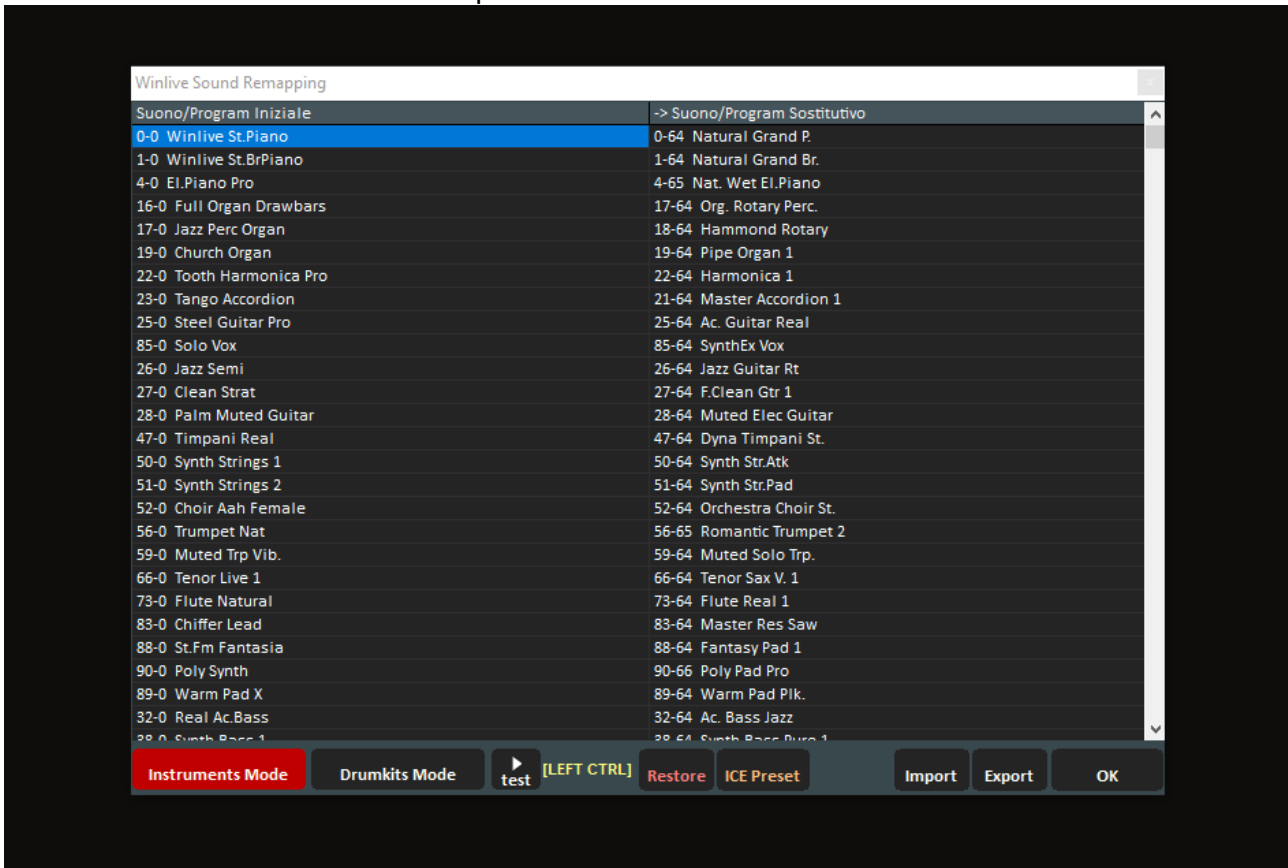 Winlive Sound Remapping
Suono/Program Iniziale -> Suono/Program Sostitutivo
0-0 Winlive St.Piano 0-64 Natural Grand P.
1-0 Winlive St.BrPiano 1-64 Natural Grand Br.
4-0 El.Piano Pro 4-65 Nat. Wet El.Piano
16-0 Full Organ Drawbars 17-64 Org. Rotary Perc.
17-0 Jazz Perc Organ 18-64 Hammond Rotary
19-0 Church Organ 19-64 Pipe Organ 1
22-0 Tooth Harmonica Pro 22-64 Harmonica 1
23-0 Tango Accordion 21-64 Master Accordion 1
25-0 Steel Guitar Pro 25-64 Ac. Guitar Real
85-0 Solo Vox 85-64 SynthEx Vox
26-0 Jazz Semi 26-64 Jazz Guitar Rt
27-0 Clean Strat 27-64 F.Clean Gtr 1
28-0 Palm Muted Guitar 28-64 Muted Elec Guitar
47-0 Timpani Real 47-64 Dyna Timpani St.
50-0 Synth Strings 1 50-64 Synth Str.Atk
51-0 Synth Strings 2 51-64 Synth Str.Pad
52-0 Choir Aah Female 52-64 Orchestra Choir St.
56-0 Trumpet Nat 56-65 Romantic Trumpet 2
59-0 Muted Trp Vib. 59-64 Muted Solo Trp.
66-0 Tenor Live 1 66-64 Tenor Sax V. 1
73-0 Flute Natural 73-64 Flute Real 1
83-0 Chiffer Lead 83-64 Master Res Saw
88-0 St.Fm Fantasia 88-64 Fantasy Pad 1
90-0 Poly Synth 90-66 Poly Pad Pro
89-0 Warm Pad X 89-64 Warm Pad Plk.
32-0 Real Ac.Bass 32-64 Ac. Bass Jazz
38-0 Synth Bass 1 38-64 Synth Bass Pure 1
Instruments Mode Drumkits Mode test [LEFT CTRL] Restore ICE Preset Import Export OK